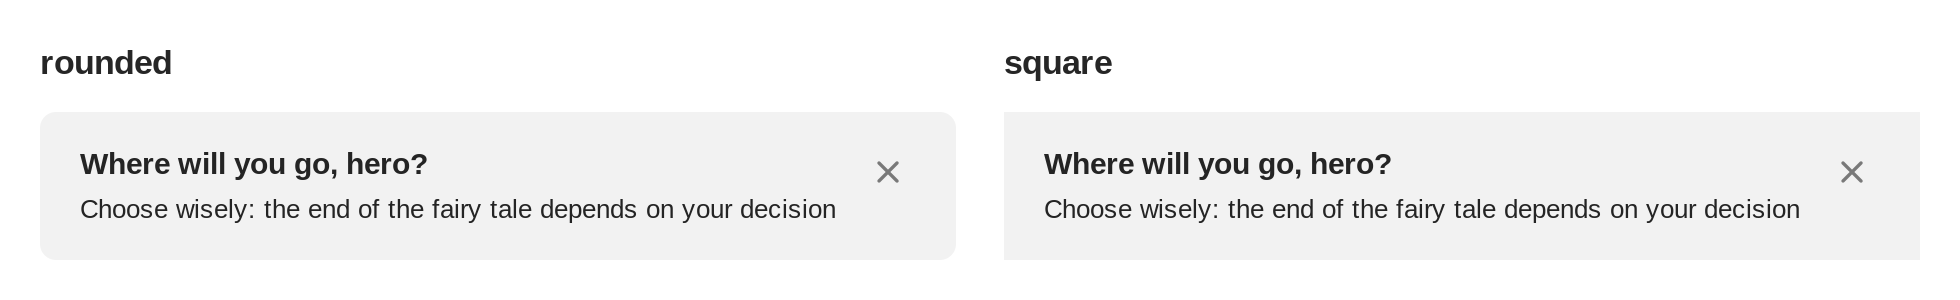 rounded
Where will you go, hero?
Choose wisely: the end of the fairy tale depends on your decision
square
Where will you go, hero?
Choose wisely: the end of the fairy tale depends on your decision